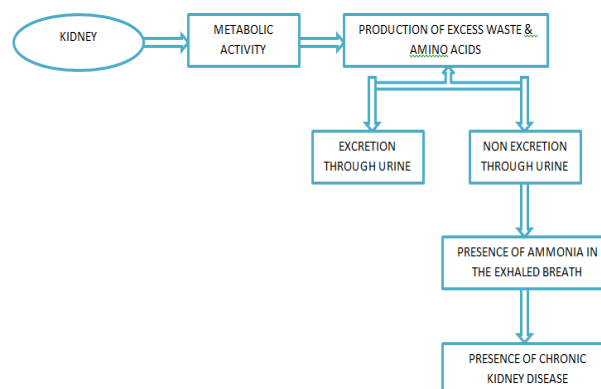 KIDNEY
METABOLIC
ACTIVITY
PRODUCTION OF EXCESS WASTE &
AMINO ACIDS
EXCRETION
THROUGH URINE
NON EXCRETION
THROUGH URINE
PRESENCE OF AMMONIA IN
THE EXHALED BREATH
PRESENCE OF CHRONIC
KIDNEY DISEASE